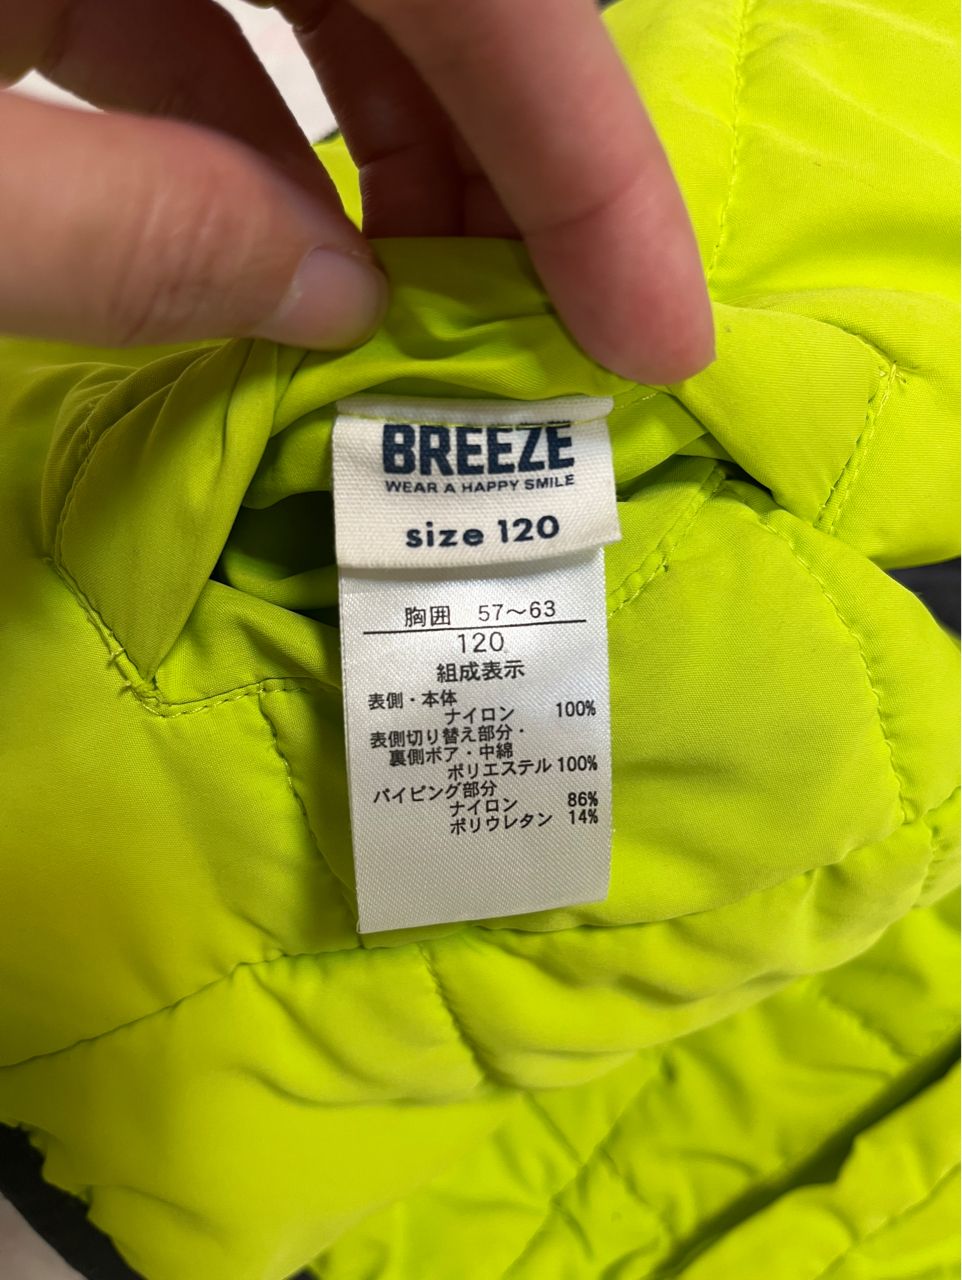 BREEZE
WEAR A HAPPY SMILE
size 120
胸囲 57～63
120
組成表示
表側・本体
ナイロン 100%
表側切り替え部分・
裏側ボア・中綿
ポリエステル 100%
パイピング部分
ナイロン 86%
ポリウレタン 14%